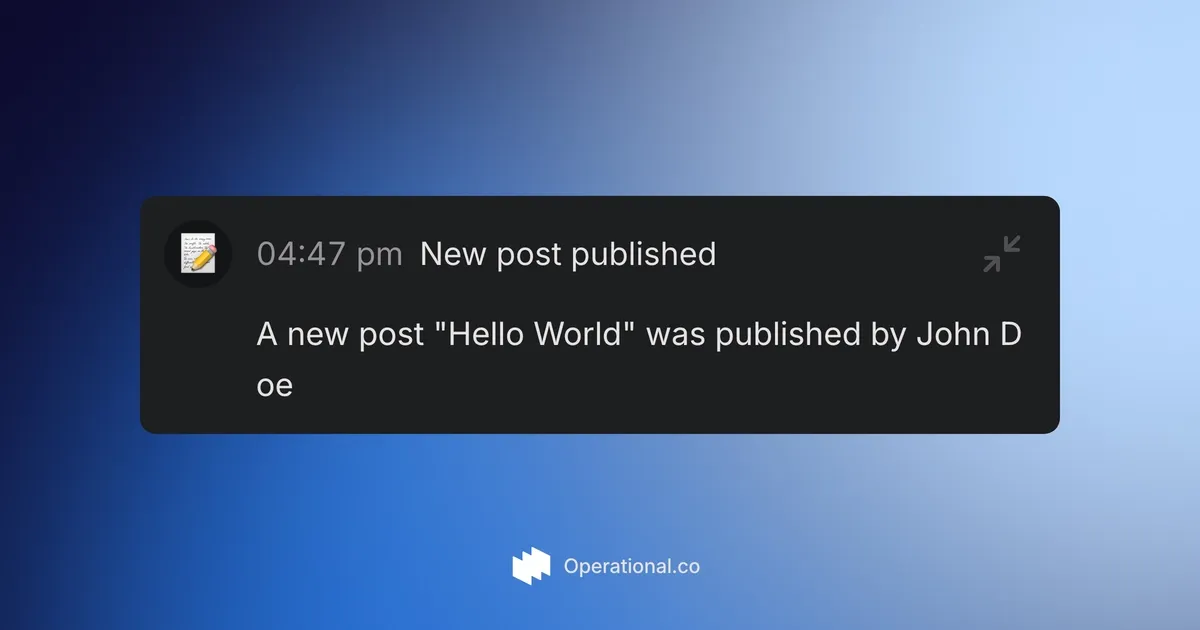 04:47 pm New post published
A new post "Hello World" was published by John D
oe
Operational.co